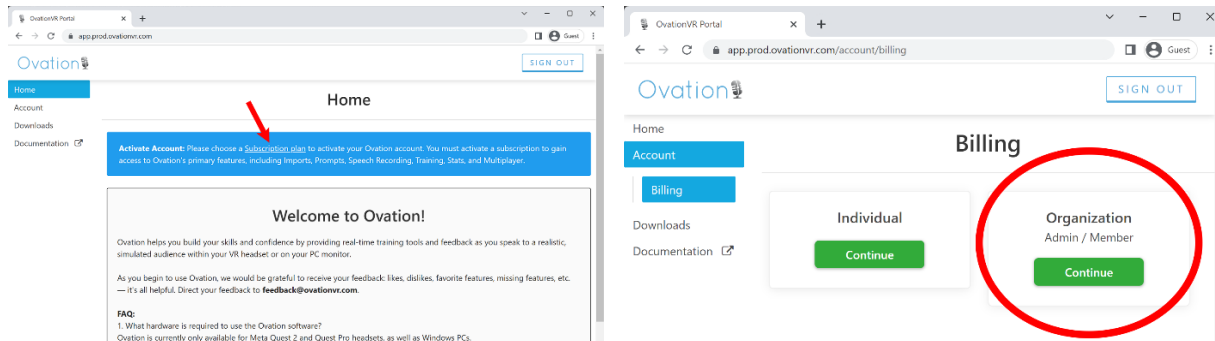 OvationVR Portal
app.prod.ovationvr.com
Guest
Ovation
SIGN OUT
Home
Account
Downloads
Documentation
Home
Activate Account: Please choose a Subscription plan to activate your Ovation account. You must activate a subscription to gain
access to Ovation's primary features, including Imports, Prompts, Speech Recording, Training, Stats, and Multiplayer.
Welcome to Ovation!
Ovation helps you build your skills and confidence by providing real-time training tools and feedback as you speak to a realistic,
simulated audience within your VR headset or on your PC monitor.
As you begin to use Ovation, we would be grateful to receive your feedback: likes, dislikes, favorite features, missing features, etc.
— it's all helpful. Direct your feedback to feedback@ovationvr.com.
FAQ:
1. What hardware is required to use the Ovation software?
Ovation is currently only available for Meta Quest 2 and Quest Pro headsets, as well as Windows PCs.
OvationVR Portal
app.prod.ovationvr.com/account/billing
Guest
Ovation
SIGN OUT
Home
Account
Billing
Downloads
Documentation
Billing
Individual
Continue
Organization
Admin / Member
Continue